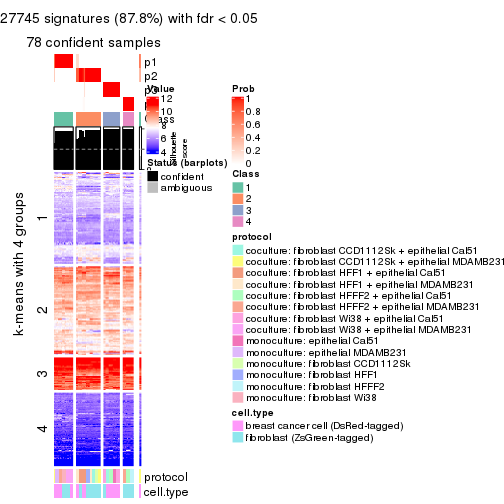 27745 signatures (87.8%) with fdr < 0.05
78 confident samples
p1
p2
p3
Class
silhouette
score
k-means with 4 groups
1
2
3
4
protocol
cell.type
Value
12
10
8
6
4
Status (barplots)
confident
ambiguous
Prob
1
0.8
0.6
0.4
0.2
0
Class
1
2
3
4
protocol
coculture: fibroblast CCD1112Sk + epithelial Cal51
coculture: fibroblast CCD1112Sk + epithelial MDAMB231
coculture: fibroblast HFF1 + epithelial Cal51
coculture: fibroblast HFF1 + epithelial MDAMB231
coculture: fibroblast HFFF2 + epithelial Cal51
coculture: fibroblast HFFF2 + epithelial MDAMB231
coculture: fibroblast Wi38 + epithelial Cal51
coculture: fibroblast Wi38 + epithelial MDAMB231
monoculture: epithelial Cal51
monoculture: epithelial MDAMB231
monoculture: fibroblast CCD1112Sk
monoculture: fibroblast HFF1
monoculture: fibroblast HFFF2
monoculture: fibroblast Wi38
cell.type
breast cancer cell (DsRed-tagged)
fibroblast (ZsGreen-tagged)